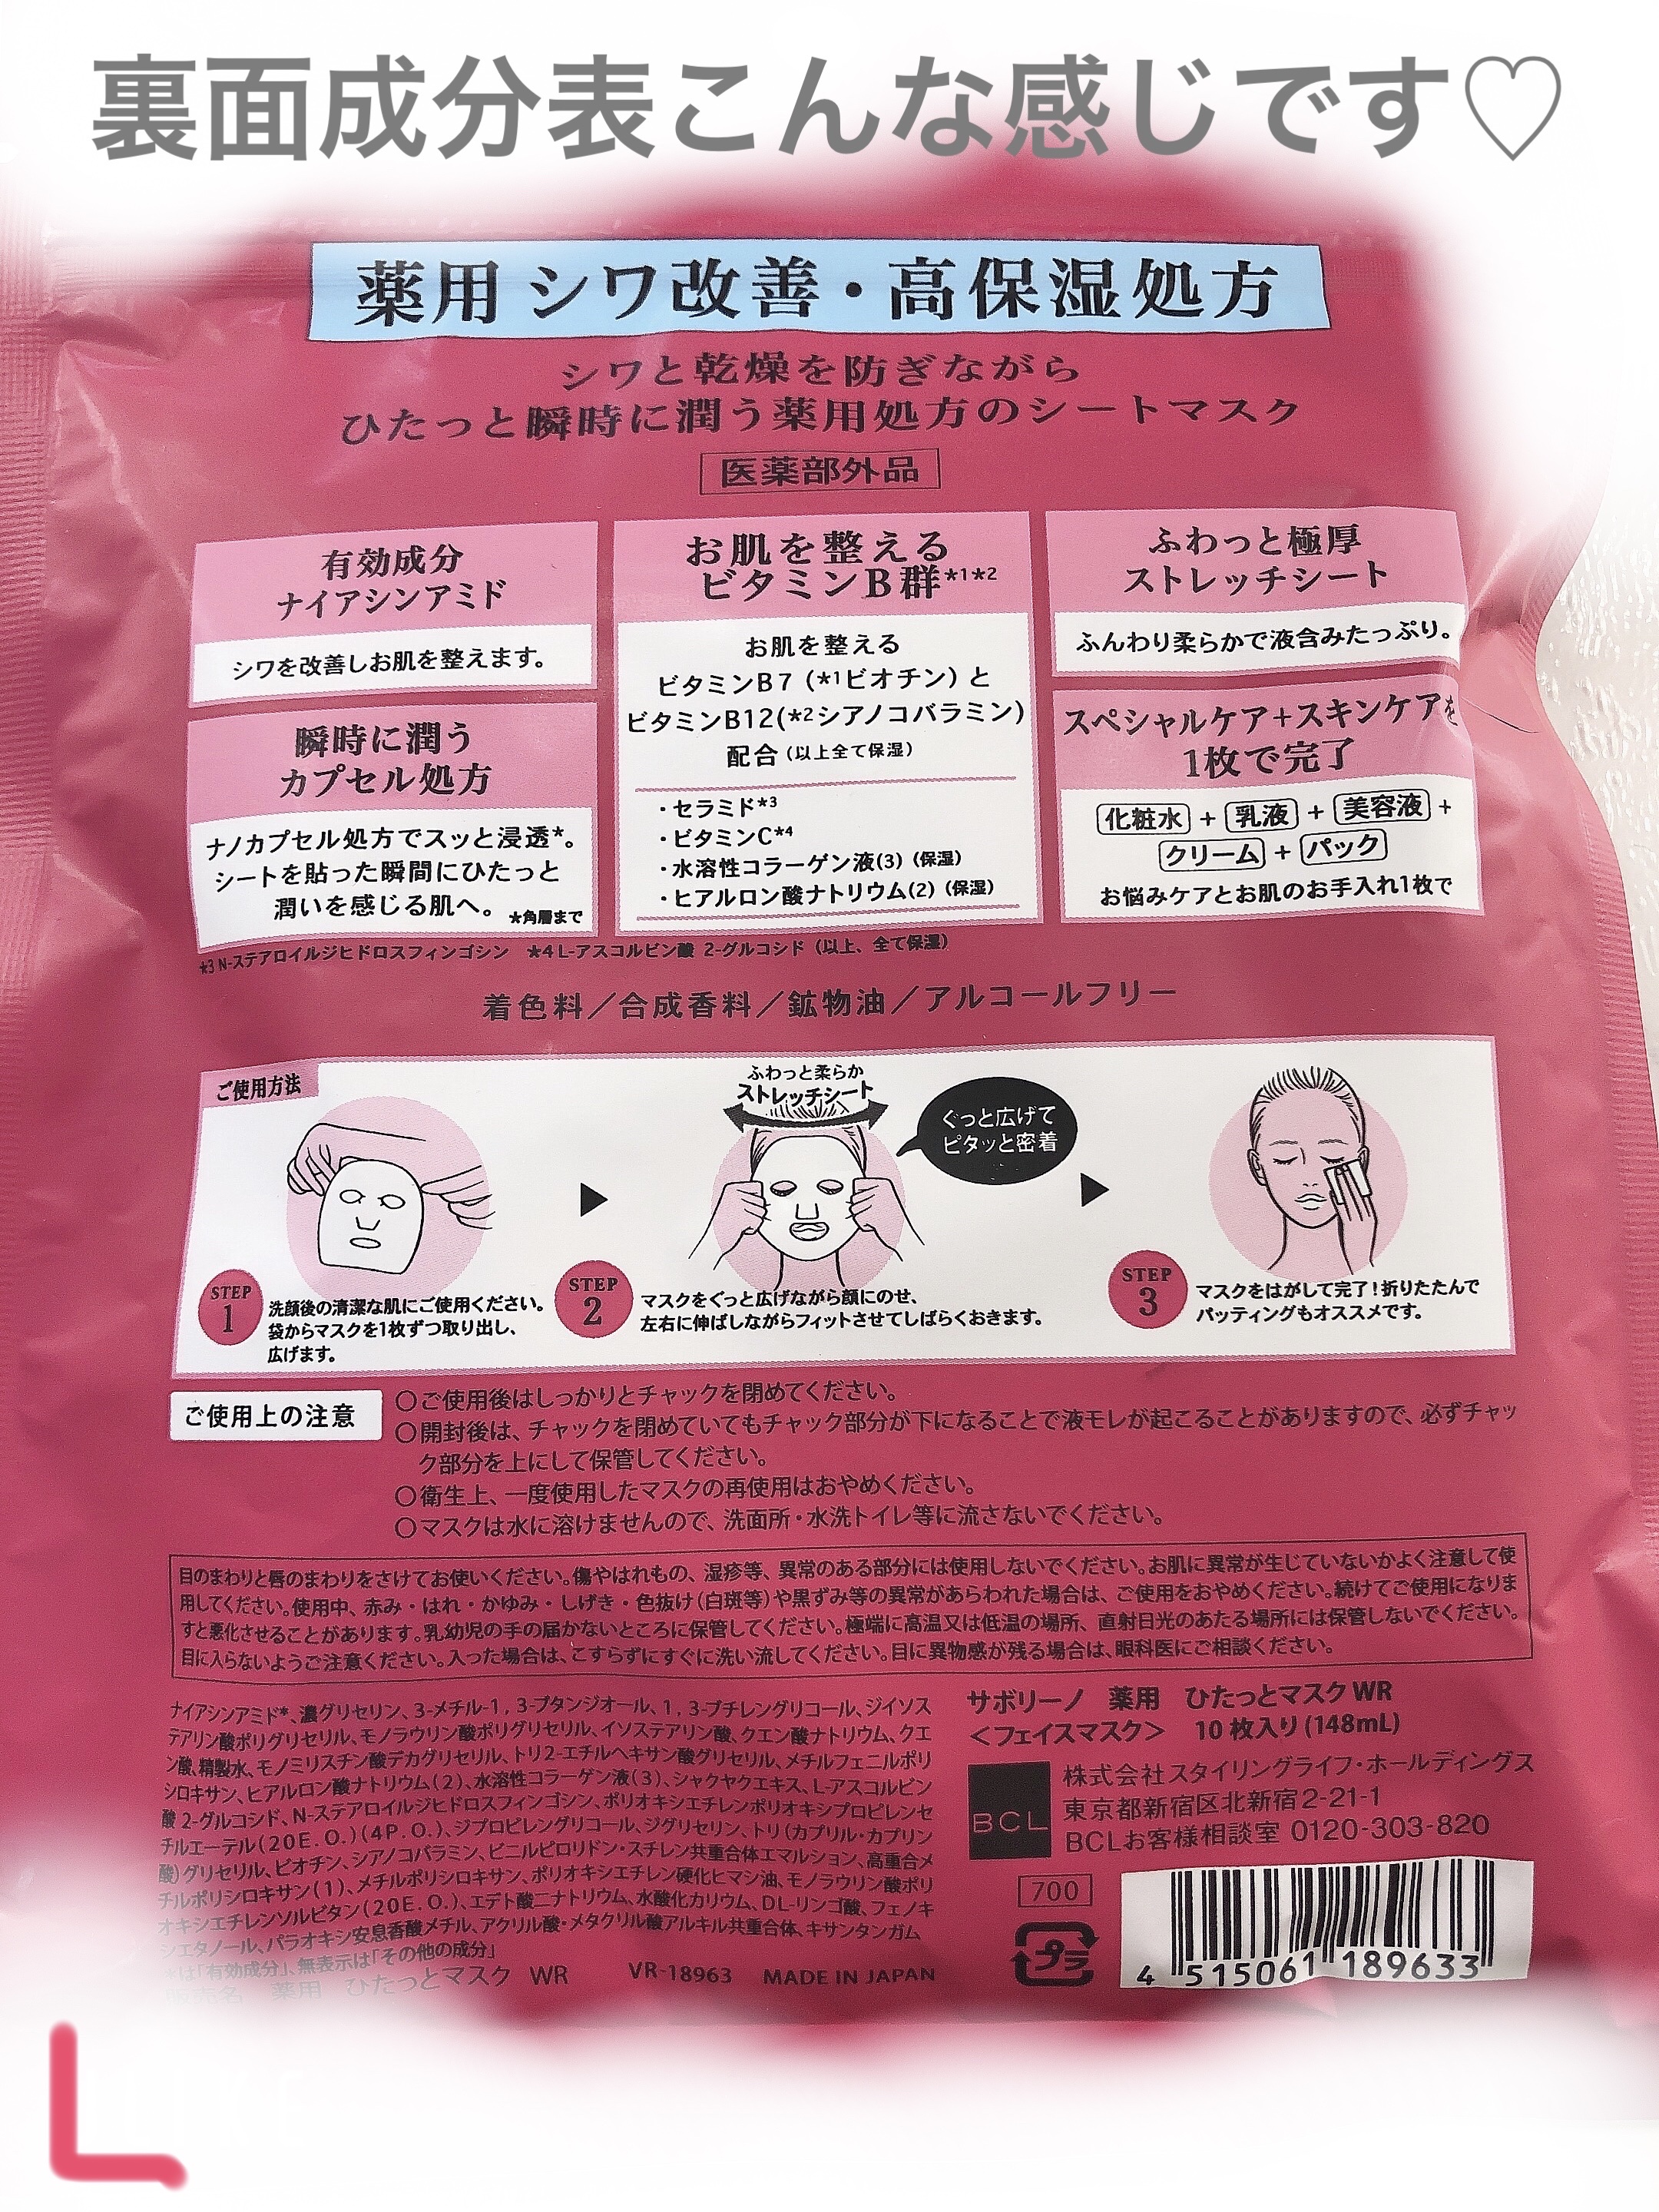 裏面成分表こんな感じです♡
薬用 シワ改善・高保湿処方
シワと乾燥を防ぎながら
ひたっと瞬時に潤う薬用処方のシートマスク
医薬部外品
有効成分
ナイアシンアミド
シワを改善しお肌を整えます。
瞬時に潤う
カプセル処方
ナノカプセル処方でスッと浸透*。
シートを貼った瞬間にひたっと
潤いを感じる肌へ。 *角層まで
お肌を整える
ビタミンB群*1*2
お肌を整える
ビタミンB7（*1ビオチン）と
ビタミンB12(*2シアノコバラミン)
配合（以上全て保湿）
・セラミド*3
・ビタミンC*4
・水溶性コラーゲン液(3)（保湿）
・ヒアルロン酸ナトリウム(2)（保湿）
ふわっと極厚
ストレッチシート
ふんわり柔らかで液含みたっぷり。
スペシャルケア+スキンケアを
1枚で完了
化粧水 + 乳液 + 美容液 +
クリーム + パック
お悩みケアとお肌のお手入れ1枚で
*3 N-ステアロイルジヒドロスフィンゴシン *4 L-アスコルビン酸 2-グルコシド（以上、全て保湿）
着色料／合成香料／鉱物油／アルコールフリー
ご使用方法
ふわっと柔らか
ストレッチシート
ぐっと広げて
ピタッと密着
STEP
1
洗顔後の清潔な肌にご使用ください。
袋からマスクを1枚ずつ取り出し、
広げます。
STEP
2
マスクをぐっと広げながら顔にのせ、
左右に伸ばしながらフィットさせてしばらくおきます。
STEP
3
マスクをはがして完了！折りたたんで
パッティングもオススメです。
ご使用上の注意
○ご使用後はしっかりとチャックを閉めてください。
○開封後は、チャックを閉めていてもチャック部分が下になることで液モレが起こることがありますので、必ずチャッ
ク部分を上にして保管してください。
○衛生上、一度使用したマスクの再使用はおやめください。
○マスクは水に溶けませんので、洗面所・水洗トイレ等に流さないでください。
目のまわりと唇のまわりをさけてお使いください。傷やはれもの、湿疹等、異常のある部分には使用しないでください。お肌に異常が生じていないかよく注意して使
用してください。使用中、赤み・はれ・かゆみ・しげき・色抜け(白斑等)や黒ずみ等の異常があらわれた場合は、ご使用をおやめください。続けてご使用になりま
すと悪化させることがあります。乳幼児の手の届かないところに保管してください。極端に高温又は低温の場所、直射日光のあたる場所には保管しないでください。
目に入らないようご注意ください。入った場合は、こすらずにすぐに洗い流してください。目に異物感が残る場合は、眼科医にご相談ください。
ナイアシンアミド*、濃グリセリン、3-メチル-1，3-ブタンジオール、1，3-ブチレングリコール、ジイソス
テアリン酸ポリグリセリル、モノラウリン酸ポリグリセリル、イソステアリン酸、クエン酸ナトリウム、クエ
ン酸、精製水、モノミリスチン酸デカグリセリル、トリ2-エチルヘキサン酸グリセリル、メチルフェニルポリ
シロキサン、ヒアルロン酸ナトリウム(2)、水溶性コラーゲン液(3)、シャクヤクエキス、L-アスコルビン
酸 2-グルコシド、N-ステアロイルジヒドロスフィンゴシン、ポリオキシエチレンポリオキシプロピレンセ
チルエーテル(20E.O.)(4P.O.)、ジプロピレングリコール、ジグリセリン、トリ(カプリル・カプリン
酸)グリセリル、ビオチン、シアノコバラミン、ビニルピロリドン・スチレン共重合体エマルション、高重合メ
チルポリシロキサン(1)、メチルポリシロキサン、ポリオキシエチレン硬化ヒマシ油、モノラウリン酸ポリ
オキシエチレンソルビタン(20E.O.)、エデト酸二ナトリウム、水酸化カリウム、DL-リンゴ酸、フェノキ
シエタノール、パラオキシ安息香酸メチル、アクリル酸・メタクリル酸アルキル共重合体、キサンタンガム
*は「有効成分」、無表示は「その他の成分」
販売名 薬用 ひたっとマスク WR VR-18963 MADE IN JAPAN
サボリーノ 薬用 ひたっとマスク WR
＜フェイスマスク＞ 10枚入り(148mL)
BCL
株式会社スタイリングライフ・ホールディングス
東京都新宿区北新宿2-21-1
BCLお客様相談室 0120-303-820
700
プラ
4 515061 189633